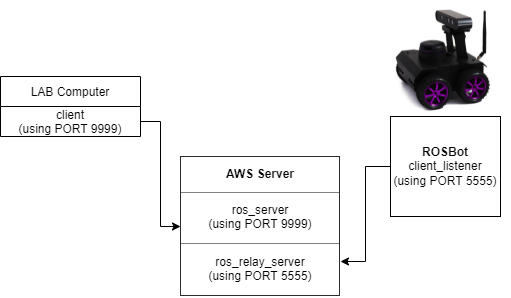 LAB Computer
client
(using PORT 9999)
AWS Server
ros_server
(using PORT 9999)
ros_relay_server
(using PORT 5555)
ROSBot
client_listener
(using PORT 5555)